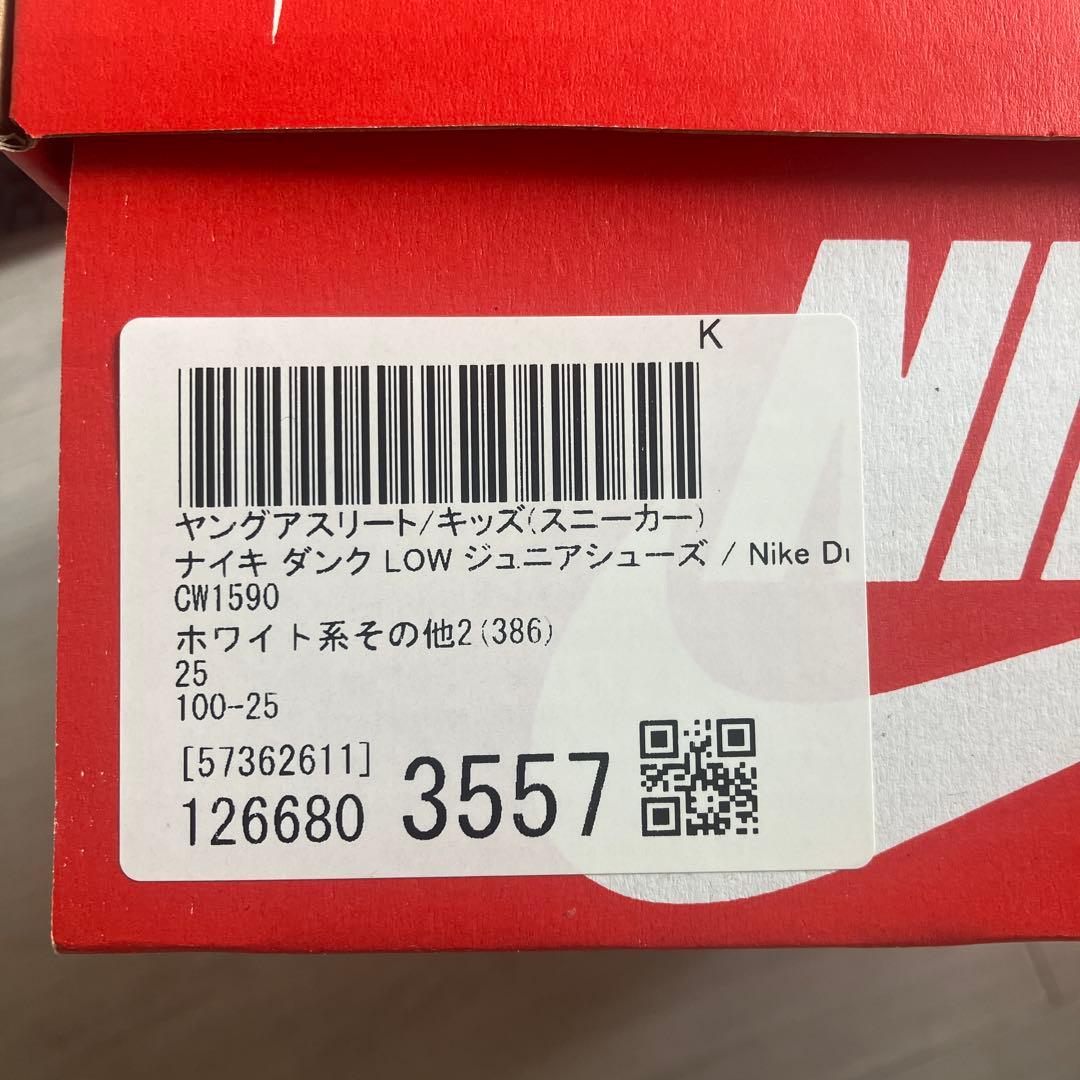 K
ヤングアスリート/キッズ(スニーカー)
ナイキ ダンク LOW ジュニアシューズ / Nike
CW1590
ホワイト系その他2(386)
25
100-25
[57362611]
126680 3557